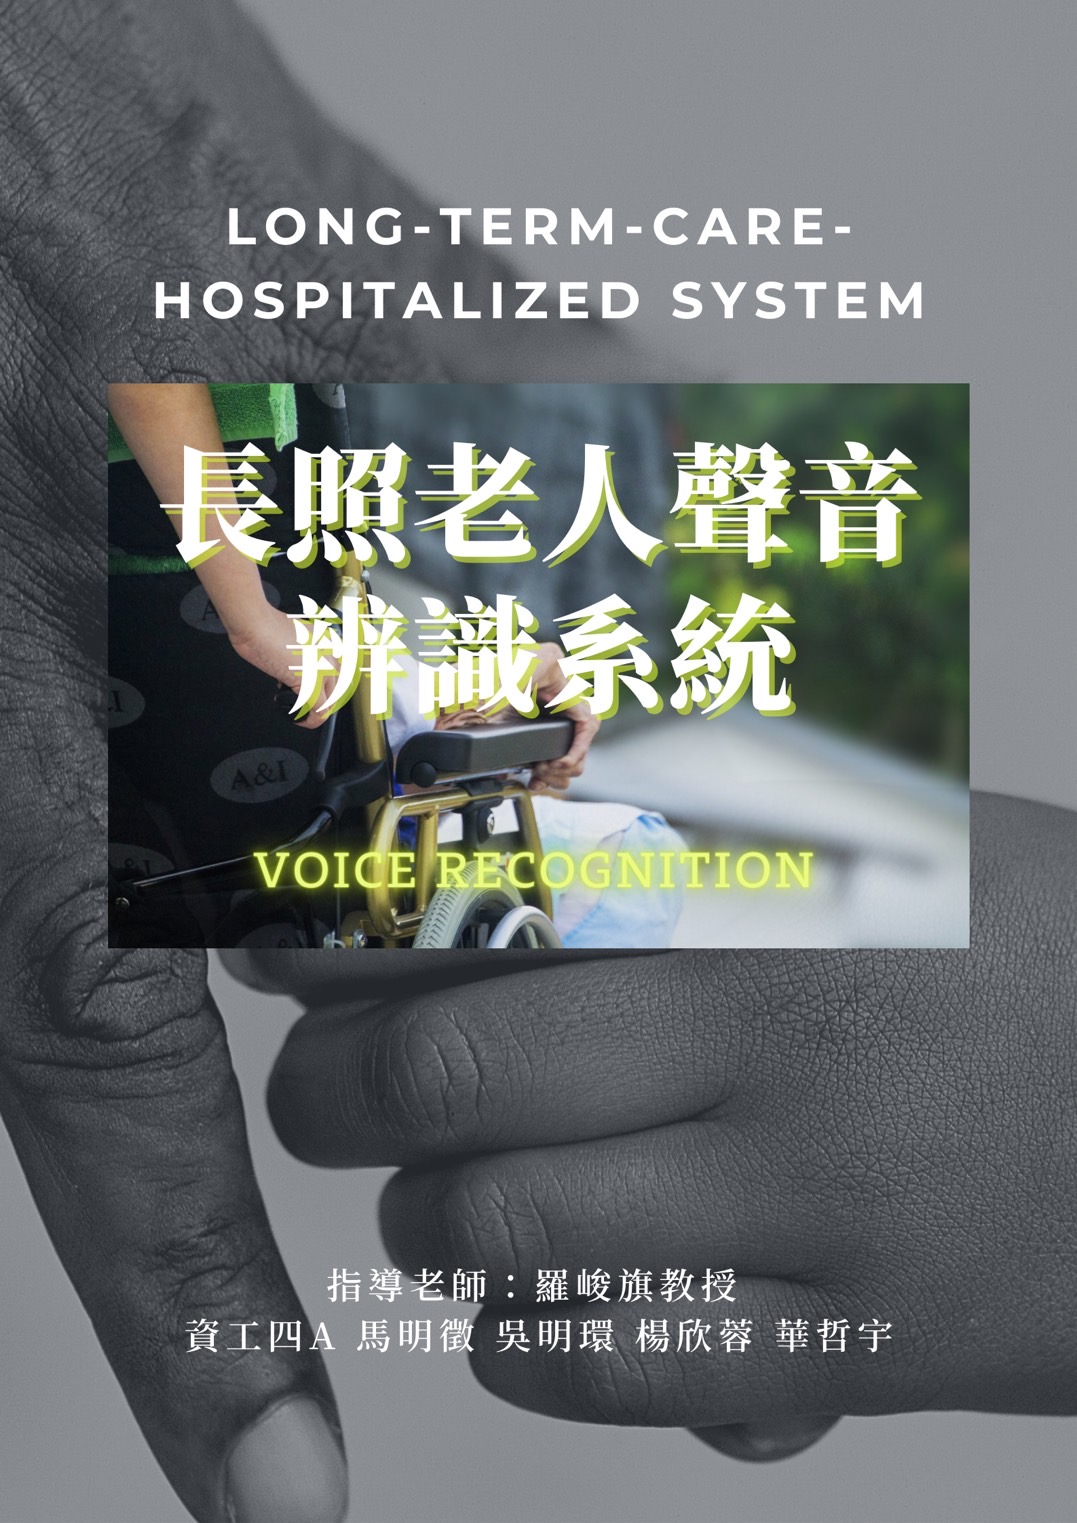 LONG-TERM-CARE-
HOSPITALIZED SYSTEM
長照老人聲音
辨識系統
A&I
VOICE RECOGNITION
指導老師：羅峻旗教授
資工四A 馬明徵 吳明環 楊欣蓉 華哲宇